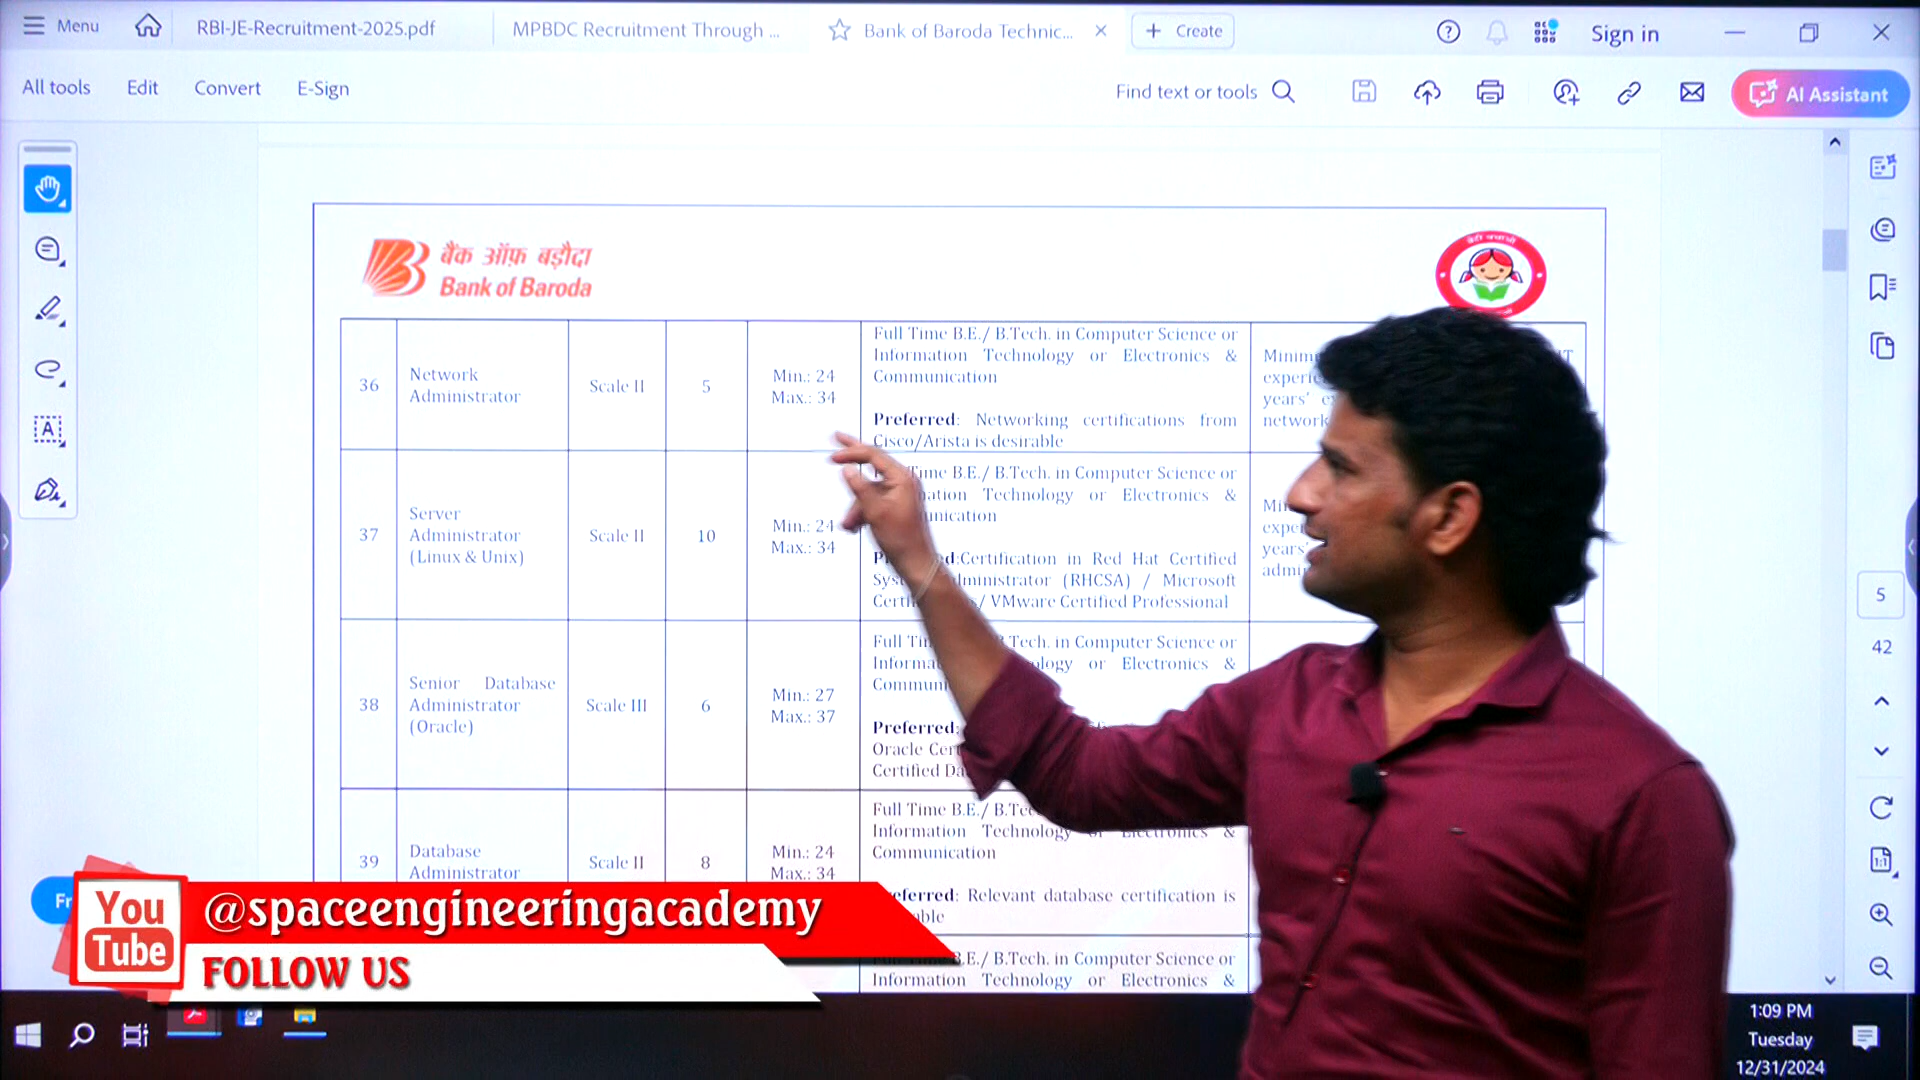 Menu
RBI-JE-Recruitment-2025.pdf
MPBDC Recruitment Through ...
Bank of Baroda Technic...
Create
Sign in
All tools
Edit
Convert
E-Sign
Find text or tools
AI Assistant
बैंक ऑफ़ बड़ौदा
Bank of Baroda
36
Network
Administrator
Scale II
5
Min.: 24
Max.: 34
Full Time B.E./ B.Tech. in Computer Science or
Information Technology or Electronics &
Communication
Preferred: Networking certifications from
Cisco/Arista is desirable
37
Server
Administrator
(Linux & Unix)
Scale II
10
Min.: 24
Max.: 34
Time B.E./ B.Tech. in Computer Science or
Technology or Electronics &
:Certification in Red Hat Certified
(RHCSA) / Microsoft
/ VMware Certified Professional
38
Senior Database
Administrator
(Oracle)
Scale III
6
Min.: 27
Max.: 37
Full Tech. in Computer Science or
or Electronics &
Preferred:
Oracle
Certified
39
Database
Administrator
Scale II
8
Min.: 24
Max.: 34
Full Time B.E./
Information Technology or Electronics &
Communication
Relevant database certification is
B.E./ B.Tech. in Computer Science or
Information Technology or Electronics &
5
42
You
Tube
@spaceengineeringacademy
FOLLOW US
1:09 PM
Tuesday
12/31/2024